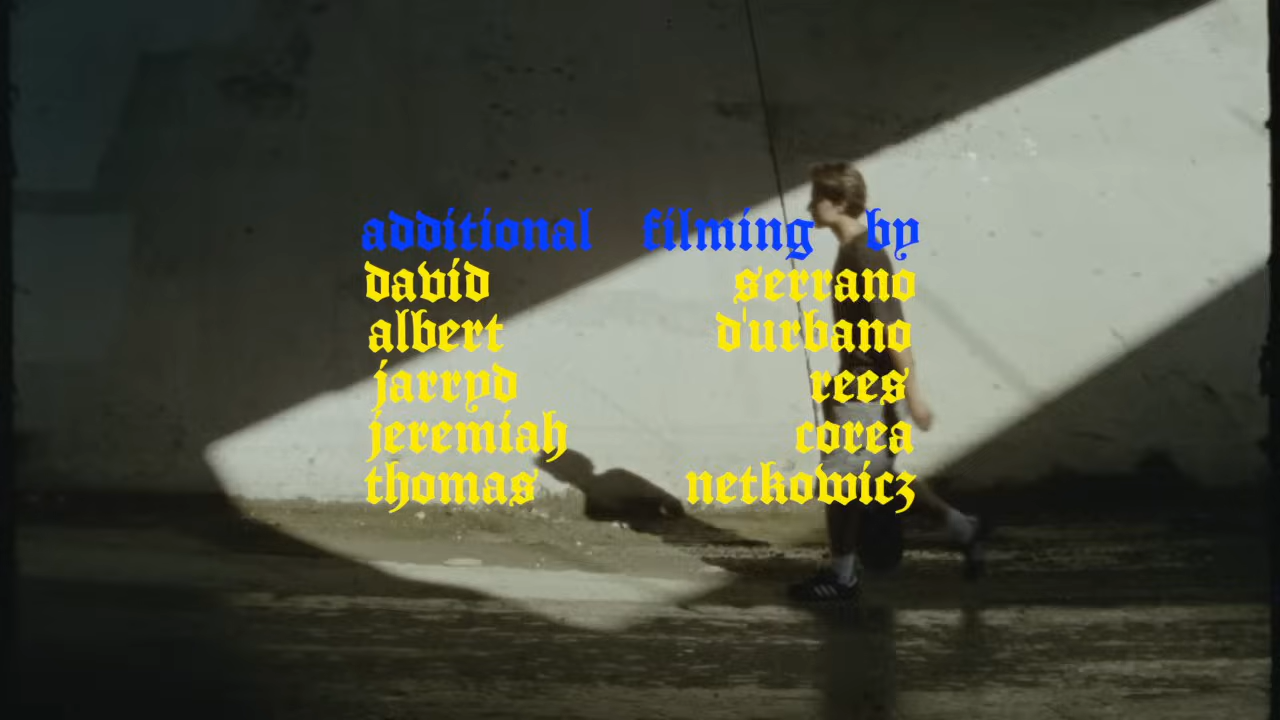 additional filming by
david serrano
albert d'urbano
jarryd rees
jeremiah corea
thomas netkowicz